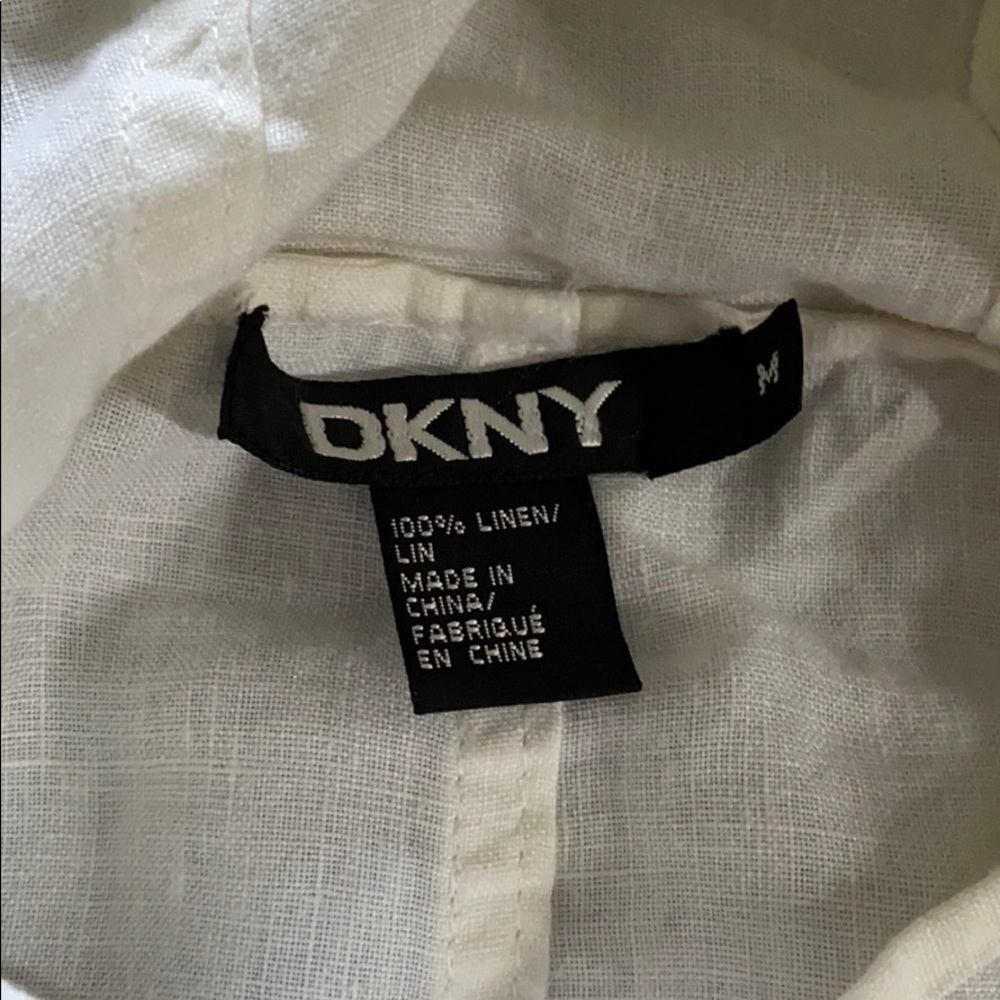 DKNY
M
100% LINEN/
LIN
MADE IN
CHINA/
FABRIQUÉ
EN CHINE